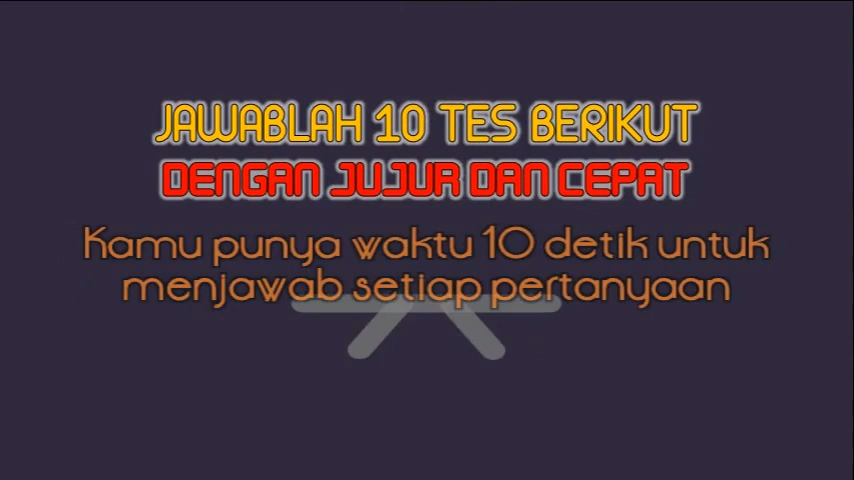 JAWABLAH 10 TES BERIKUT
DENGAN JUJUR DAN CEPAT
Kamu punya waktu 10 detik untuk
menjawab setiap pertanyaan